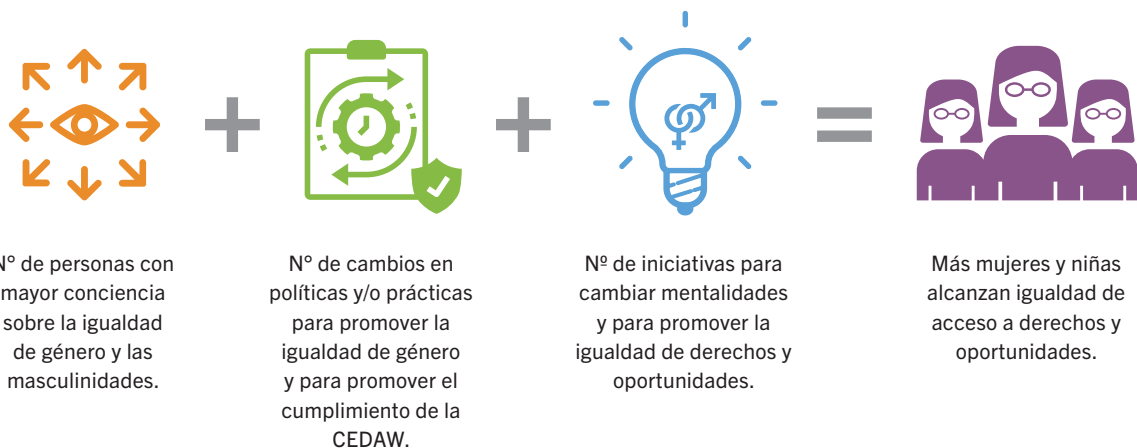 N° de personas con
mayor conciencia
sobre la igualdad
de género y las
masculinidades.
N° de cambios en
políticas y/o prácticas
para promover la
igualdad de género
y para promover el
cumplimiento de la
CEDAW.
Nº de iniciativas para
cambiar mentalidades
y para promover la
igualdad de derechos y
oportunidades.
Más mujeres y niñas
alcanzan igualdad de
acceso a derechos y
oportunidades.